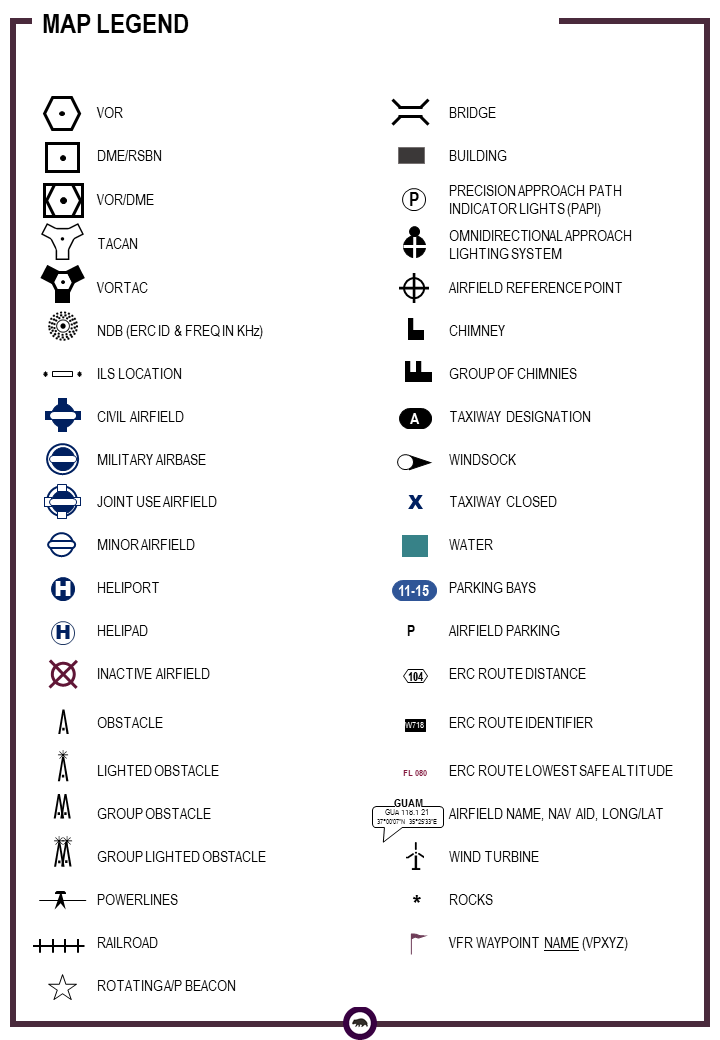 MAP LEGEND
VOR
DME/RSBN
VOR/DME
TACAN
VORTAC
NDB (ERC ID & FREQ IN KHz)
ILS LOCATION
CIVIL AIRFIELD
MILITARY AIRBASE
JOINT USE AIRFIELD
MINOR AIRFIELD
H HELIPORT
H HELIPAD
INACTIVE AIRFIELD
OBSTACLE
LIGHTED OBSTACLE
GROUP OBSTACLE
GROUP LIGHTED OBSTACLE
POWERLINES
RAILROAD
ROTATING A/P BEACON
BRIDGE
BUILDING
P PRECISION APPROACH PATH
INDICATOR LIGHTS (PAPI)
OMNIDIRECTIONAL APPROACH
LIGHTING SYSTEM
AIRFIELD REFERENCE POINT
CHIMNEY
GROUP OF CHIMNIES
A TAXIWAY DESIGNATION
WINDSOCK
X TAXIWAY CLOSED
WATER
11-15 PARKING BAYS
P AIRFIELD PARKING
104 ERC ROUTE DISTANCE
W718 ERC ROUTE IDENTIFIER
FL 080 ERC ROUTE LOWEST SAFE ALTITUDE
GUAM
GUA 116.1 21
37°00'07"N 35°25'33"E
AIRFIELD NAME, NAV AID, LONG/LAT
WIND TURBINE
* ROCKS
VFR WAYPOINT NAME (VPXYZ)